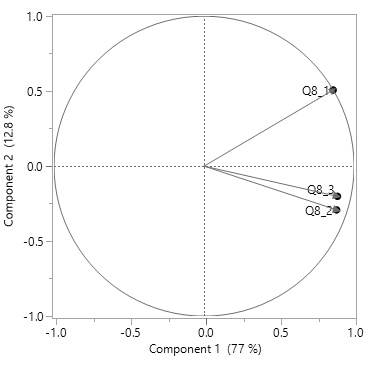 1.0
0.5
0.0
-0.5
-1.0
Component 2 (12.8 %)
Q8_1
Q8_3
Q8_2
-1.0 -0.5 0.0 0.5 1.0
Component 1 (77 %)